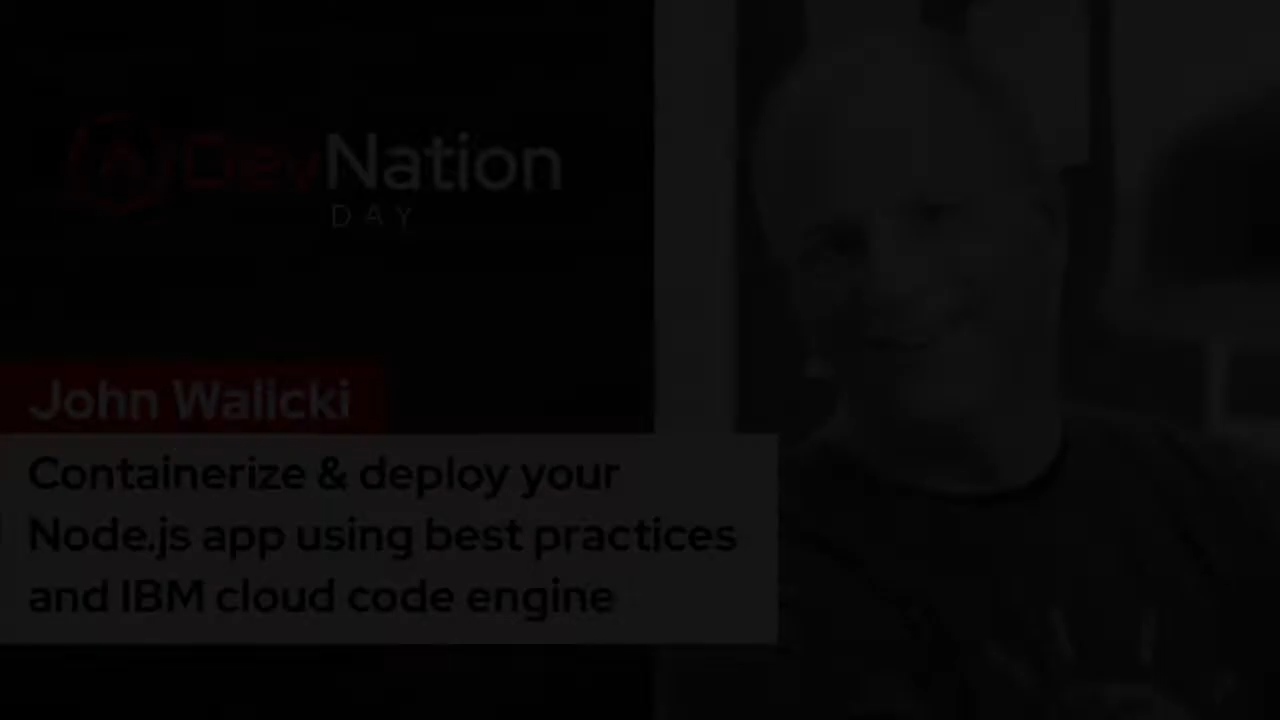 DevNation
DAY
John Walicki
Containerize & deploy your
Node.js app using best practices
and IBM cloud code engine